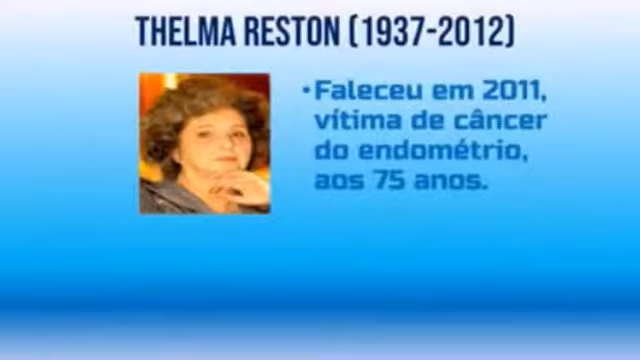 THELMA RESTON (1937-2012)
•Faleceu em 2011,
vítima de câncer
do endométrio,
aos 75 anos.